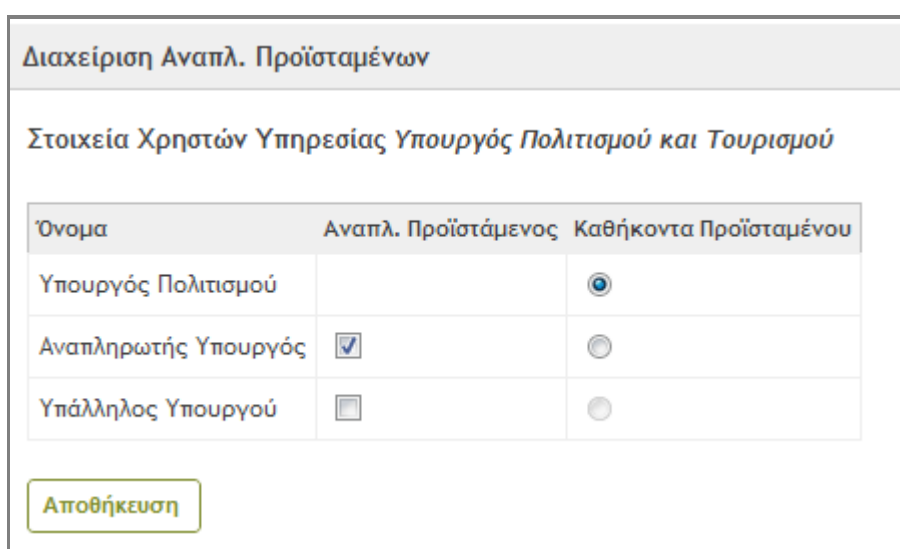 Διαχείριση Αναπλ. Προϊσταμένων
Στοιχεία Χρηστών Υπηρεσίας Υπουργός Πολιτισμού και Τουρισμού
Όνομα Αναπλ. Προϊστάμενος Καθήκοντα Προϊσταμένου
Υπουργός Πολιτισμού
Αναπληρωτής Υπουργός
Υπάλληλος Υπουργού
Αποθήκευση